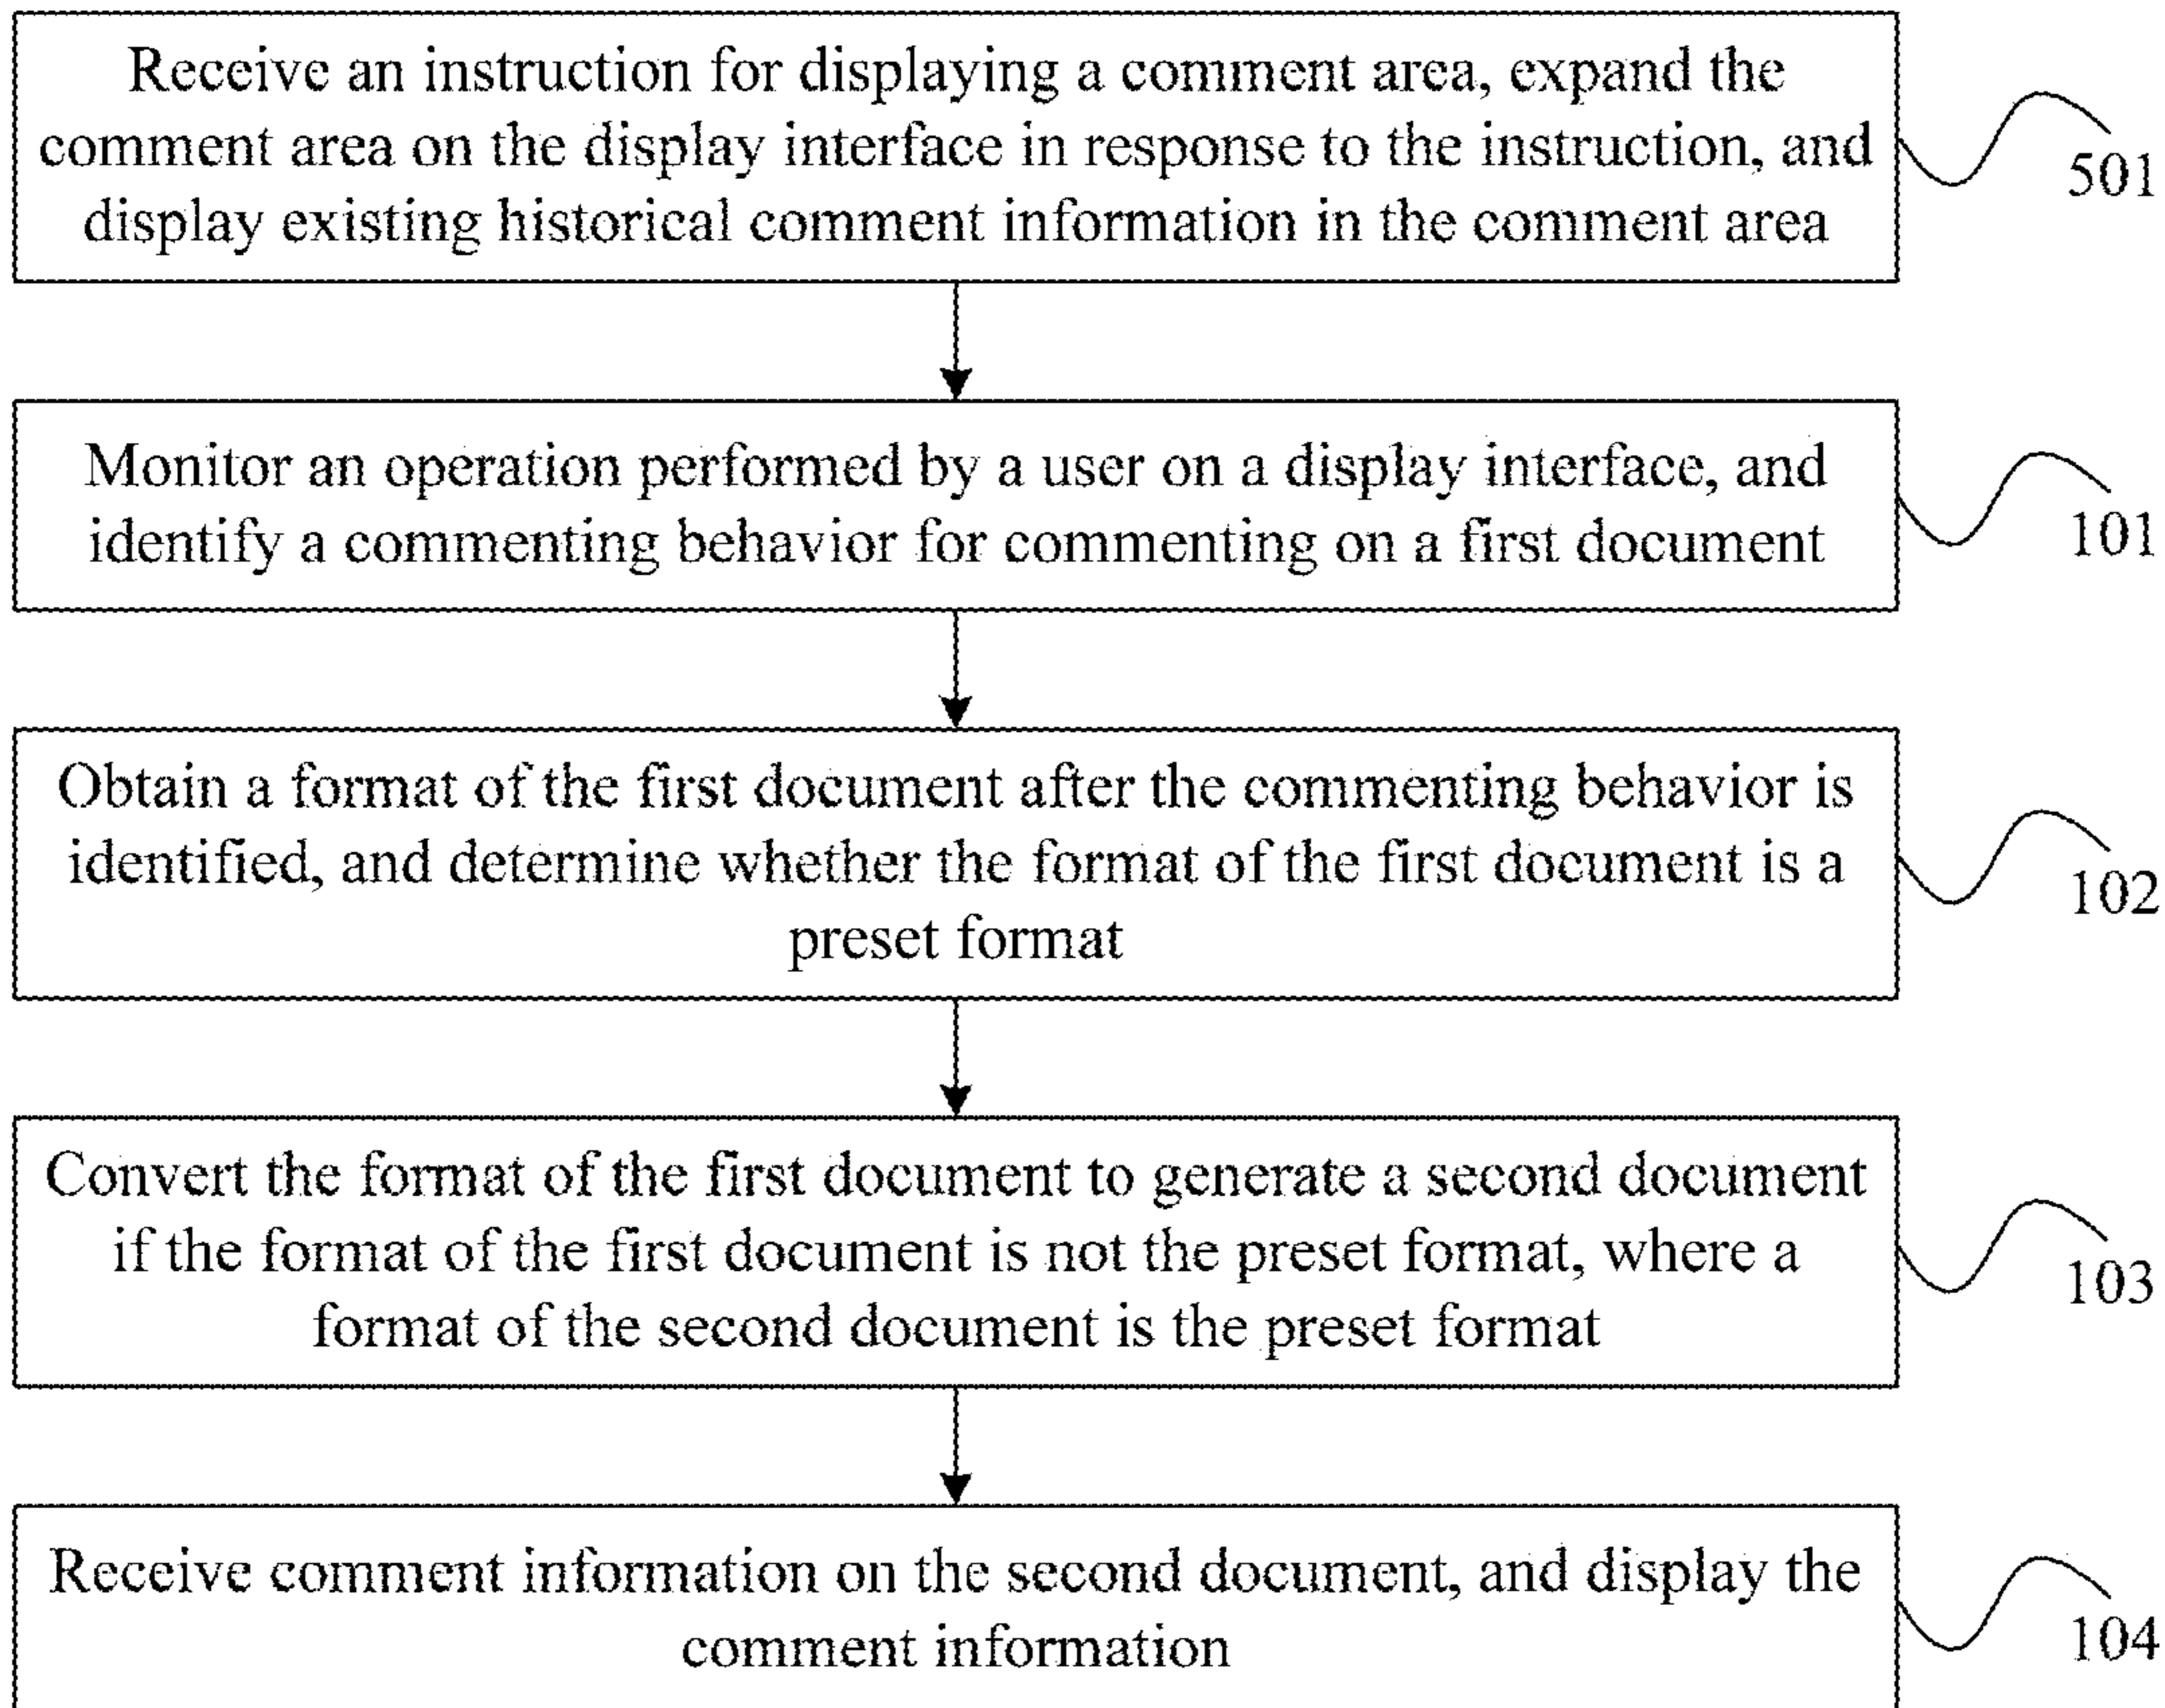 Receive an instruction for displaying a comment area, expand the
comment area on the display interface in response to the instruction, and
display existing historical comment information in the comment area
501
Monitor an operation performed by a user on a display interface, and
identify a commenting behavior for commenting on a first document
101
Obtain a format of the first document after the commenting behavior is
identified, and determine whether the format of the first document is a
preset format
102
Convert the format of the first document to generate a second document
if the format of the first document is not the preset format, where a
format of the second document is the preset format
103
Receive comment information on the second document, and display the
comment information
104